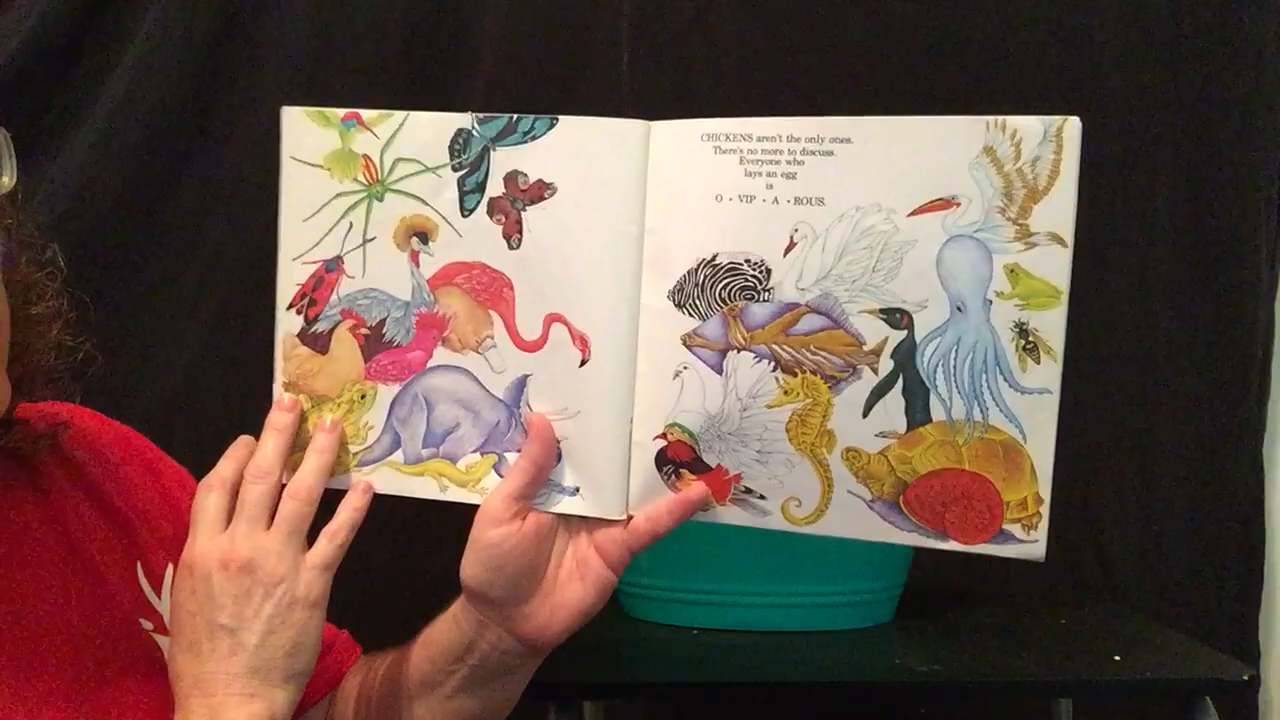 CHICKENS aren't the only ones.
There's no more to discuss.
Everyone who
lays an egg
is
O • VIP • A • ROUS.